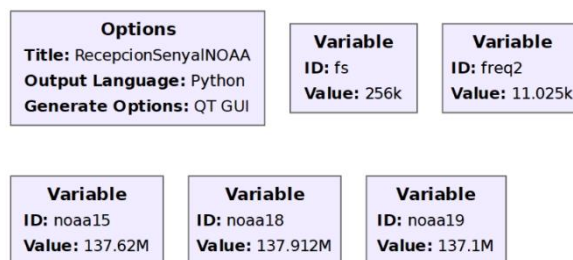 Options
Title: RecepcionSenyalNOAA
Output Language: Python
Generate Options: QT GUI
Variable
ID: fs
Value: 256k
Variable
ID: freq2
Value: 11.025k
Variable
ID: noaa15
Value: 137.62M
Variable
ID: noaa18
Value: 137.912M
Variable
ID: noaa19
Value: 137.1M